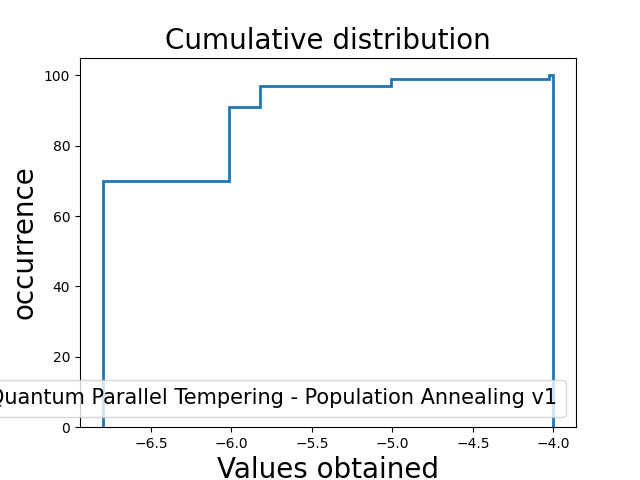 Cumulative distribution
occurrence
100
80
60
40
20
0
Quantum Parallel Tempering - Population Annealing v1
−6.5 −6.0 −5.5 −5.0 −4.5 −4.0
Values obtained